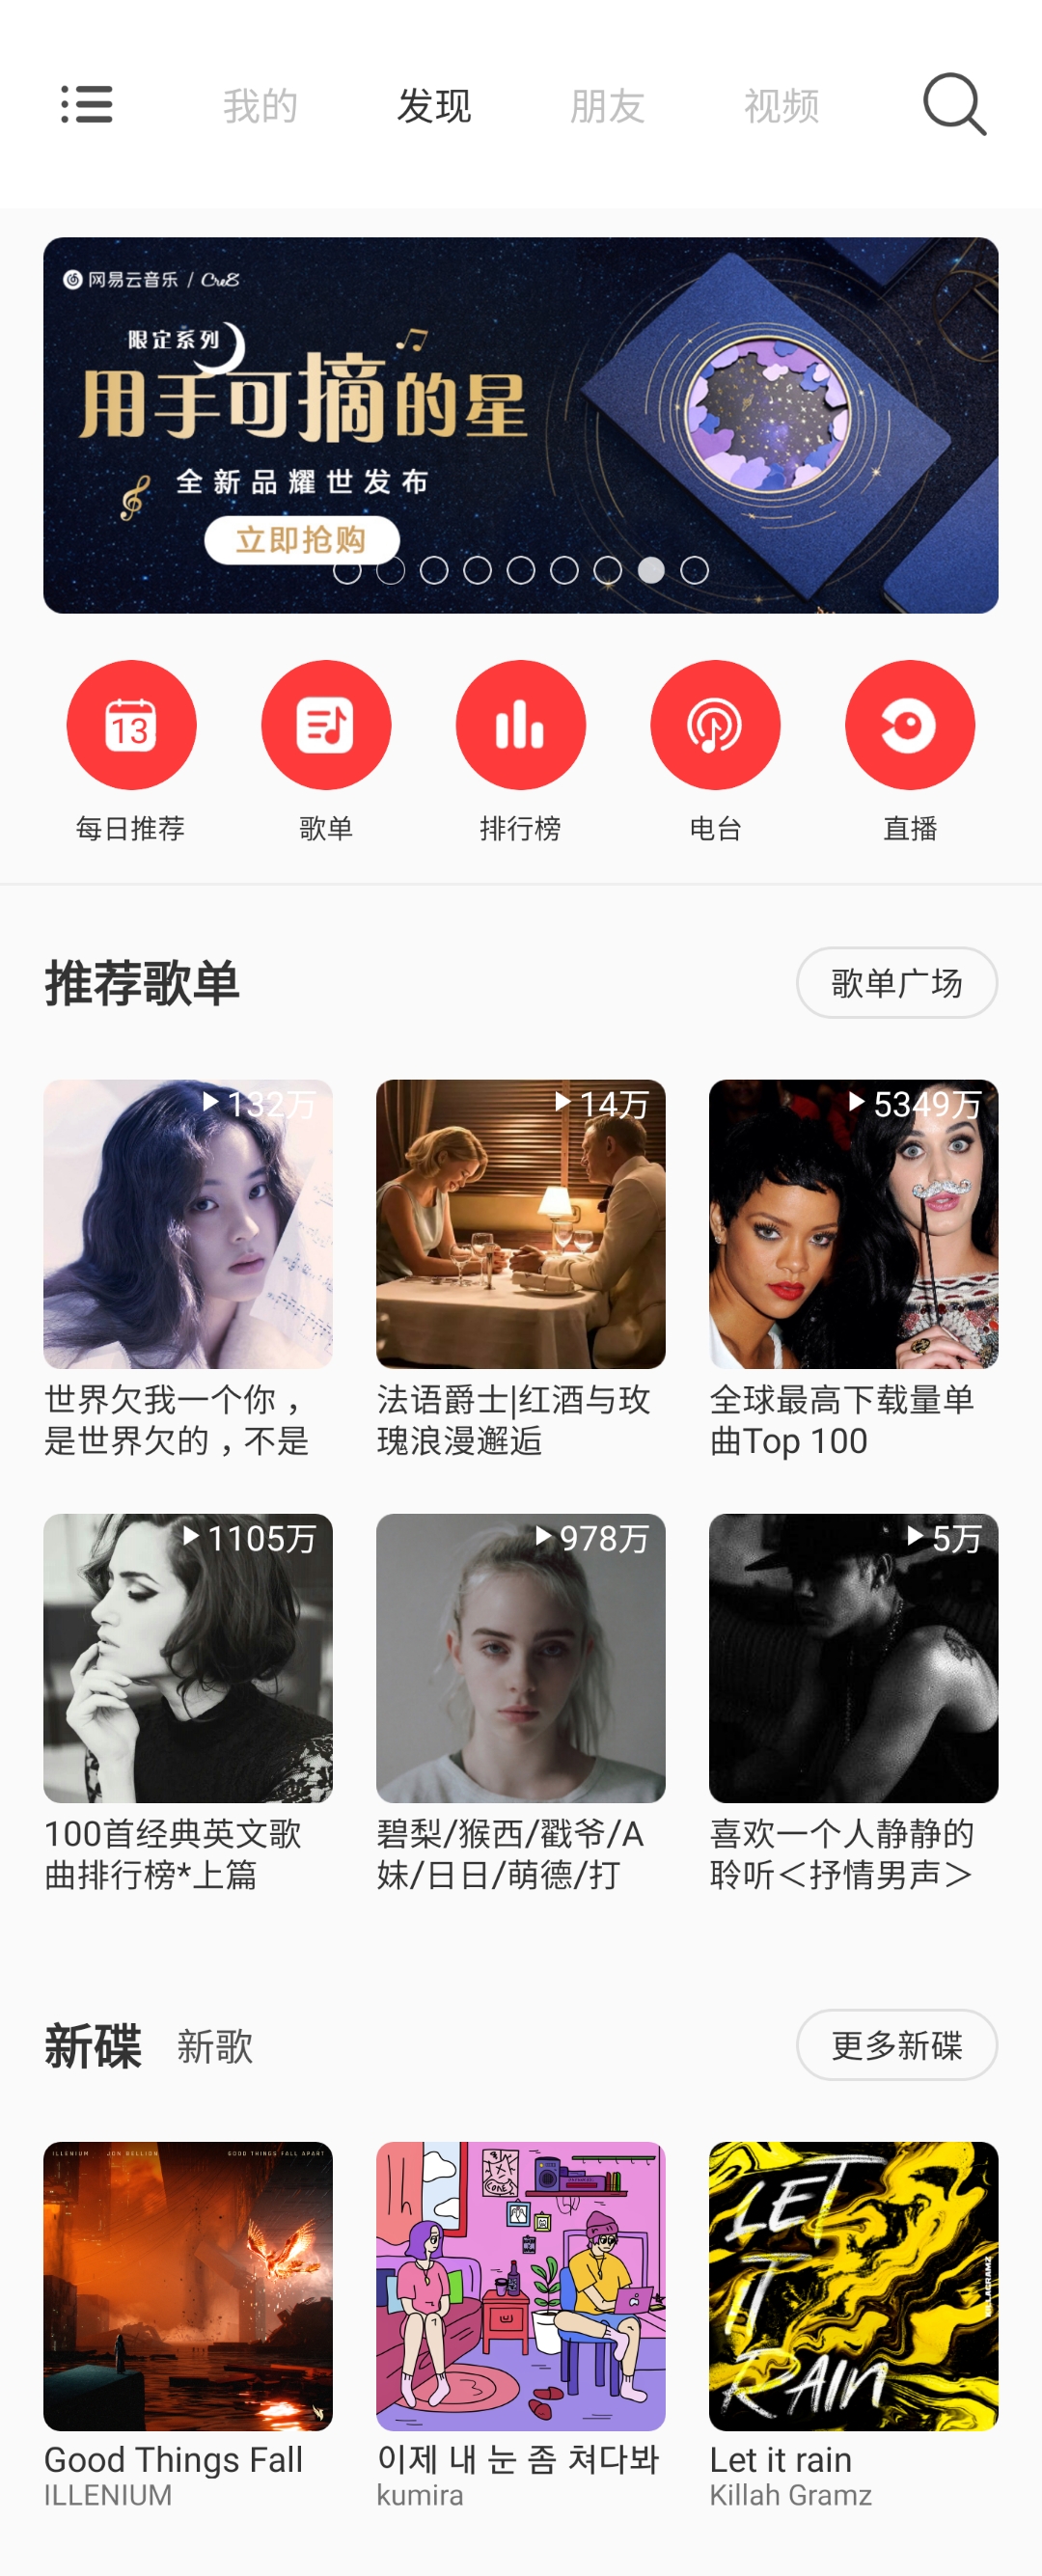 我的 发现 朋友 视频
网易云音乐 / Cre8
限定系列
用手可摘的星
全新品耀世发布
立即抢购
13
每日推荐 歌单 排行榜 电台 直播
推荐歌单 歌单广场
132万 14万 5349万
世界欠我一个你，
是世界欠的，不是
法语爵士|红酒与玫
瑰浪漫邂逅
全球最高下载量单
曲Top 100
1105万 978万 5万
100首经典英文歌
曲排行榜*上篇
碧梨/猴西/戳爷/A
妹/日日/萌德/打
喜欢一个人静静的
聆听＜抒情男声＞
新碟 新歌 更多新碟
ILLENIUM JON BELLION GOOD THINGS FALL APART
LET
IT
RAIN
KILLAGRAMZ
Good Things Fall
ILLENIUM
이제 내 눈 좀 쳐다봐
kumira
Let it rain
Killah Gramz